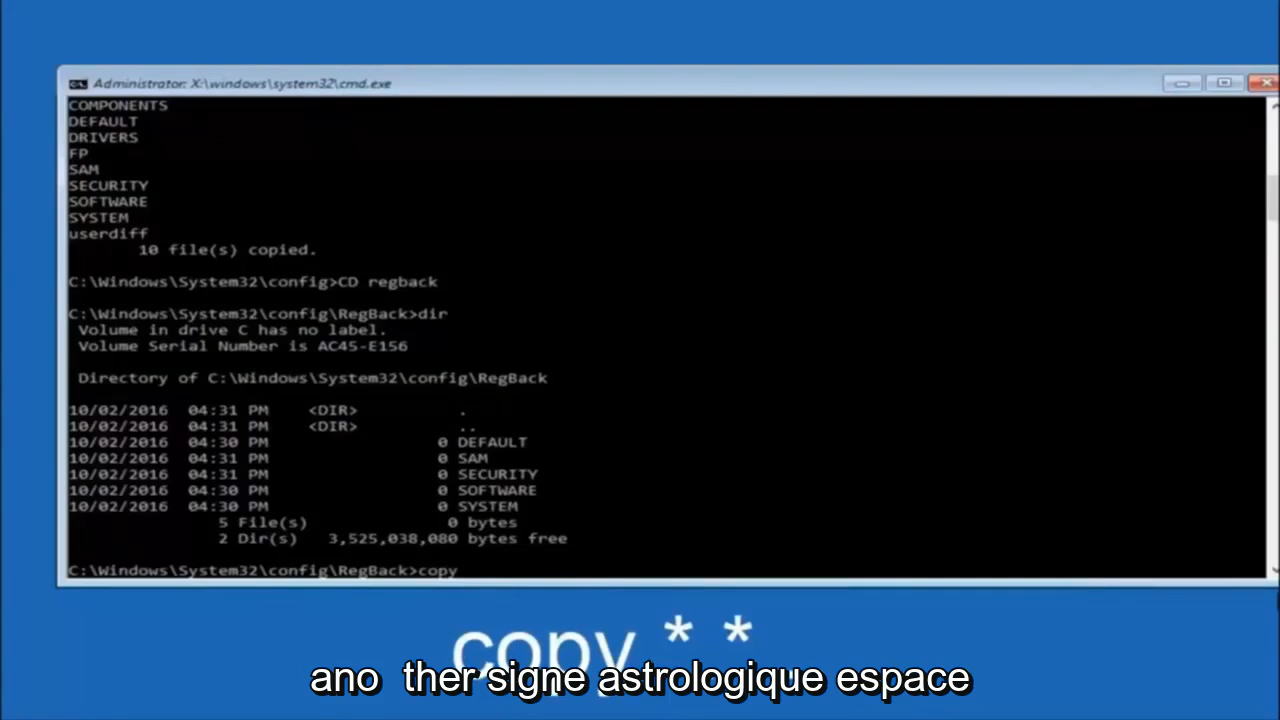 Administrator: X:\windows\system32\cmd.exe
COMPONENTS
DEFAULT
DRIVERS
FP
SAM
SECURITY
SOFTWARE
SYSTEM
userdiff
10 file(s) copied.
C:\Windows\System32\config>CD regback
C:\Windows\System32\config\RegBack>dir
Volume in drive C has no label.
Volume Serial Number is AC45-E156
Directory of C:\Windows\System32\config\RegBack
10/02/2016 04:31 PM <DIR> .
10/02/2016 04:31 PM <DIR> ..
10/02/2016 04:30 PM 0 DEFAULT
10/02/2016 04:31 PM 0 SAM
10/02/2016 04:31 PM 0 SECURITY
10/02/2016 04:30 PM 0 SOFTWARE
10/02/2016 04:30 PM 0 SYSTEM
5 File(s) 0 bytes
2 Dir(s) 3,525,038,080 bytes free
C:\Windows\System32\config\RegBack>copy
copy * *
ano ther signe astrologique espace